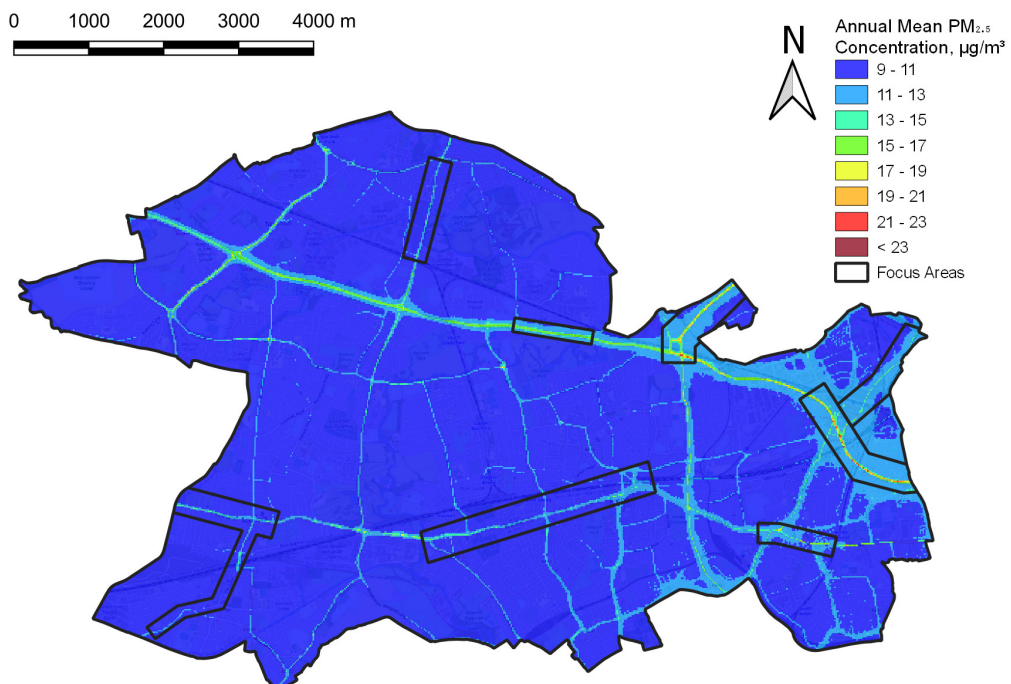 0 1000 2000 3000 4000 m
N
Annual Mean PM₂.₅
Concentration, µg/m³
9 - 11
11 - 13
13 - 15
15 - 17
17 - 19
19 - 21
21 - 23
< 23
Focus Areas